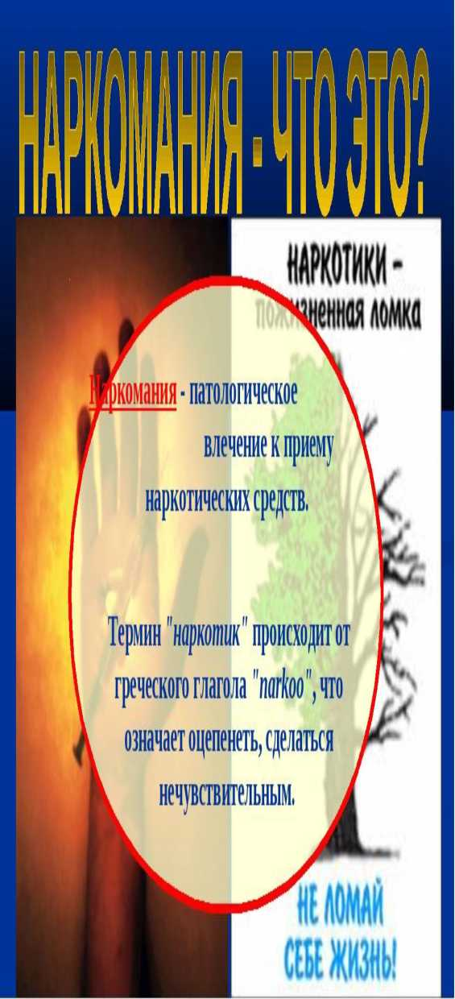 НАРКОМАНИЯ - ЧТО ЭТО?
НАРКОТИКИ –
пожизненная ломка
Наркомания - патологическое
влечение к приему
наркотических средств.
Термин "наркотик" происходит от
греческого глагола "narkoo", что
означает оцепенеть, сделаться
нечувствительным.
НЕ ЛОМАЙ
СЕБЕ ЖИЗНЬ!